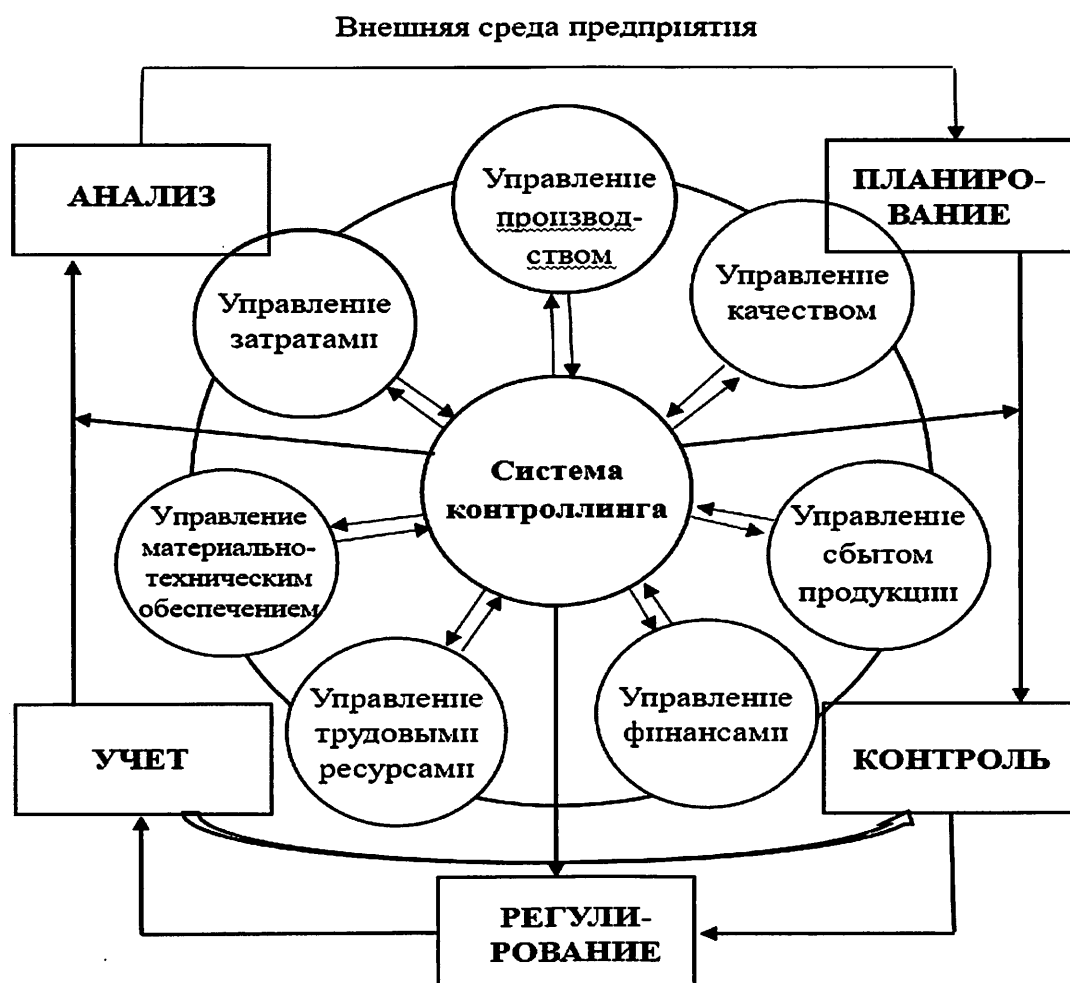 Внешняя среда предприятия
АНАЛИЗ
ПЛАНИРО-
ВАНИЕ
Управление
производ-
ством
Управление
затратами
Управление
качеством
Система
контроллинга
Управление
материально-
техническим
обеспечением
Управление
сбытом
продукции
Управление
трудовыми
ресурсами
Управление
финансами
УЧЕТ
КОНТРОЛЬ
РЕГУЛИ-
РОВАНИЕ